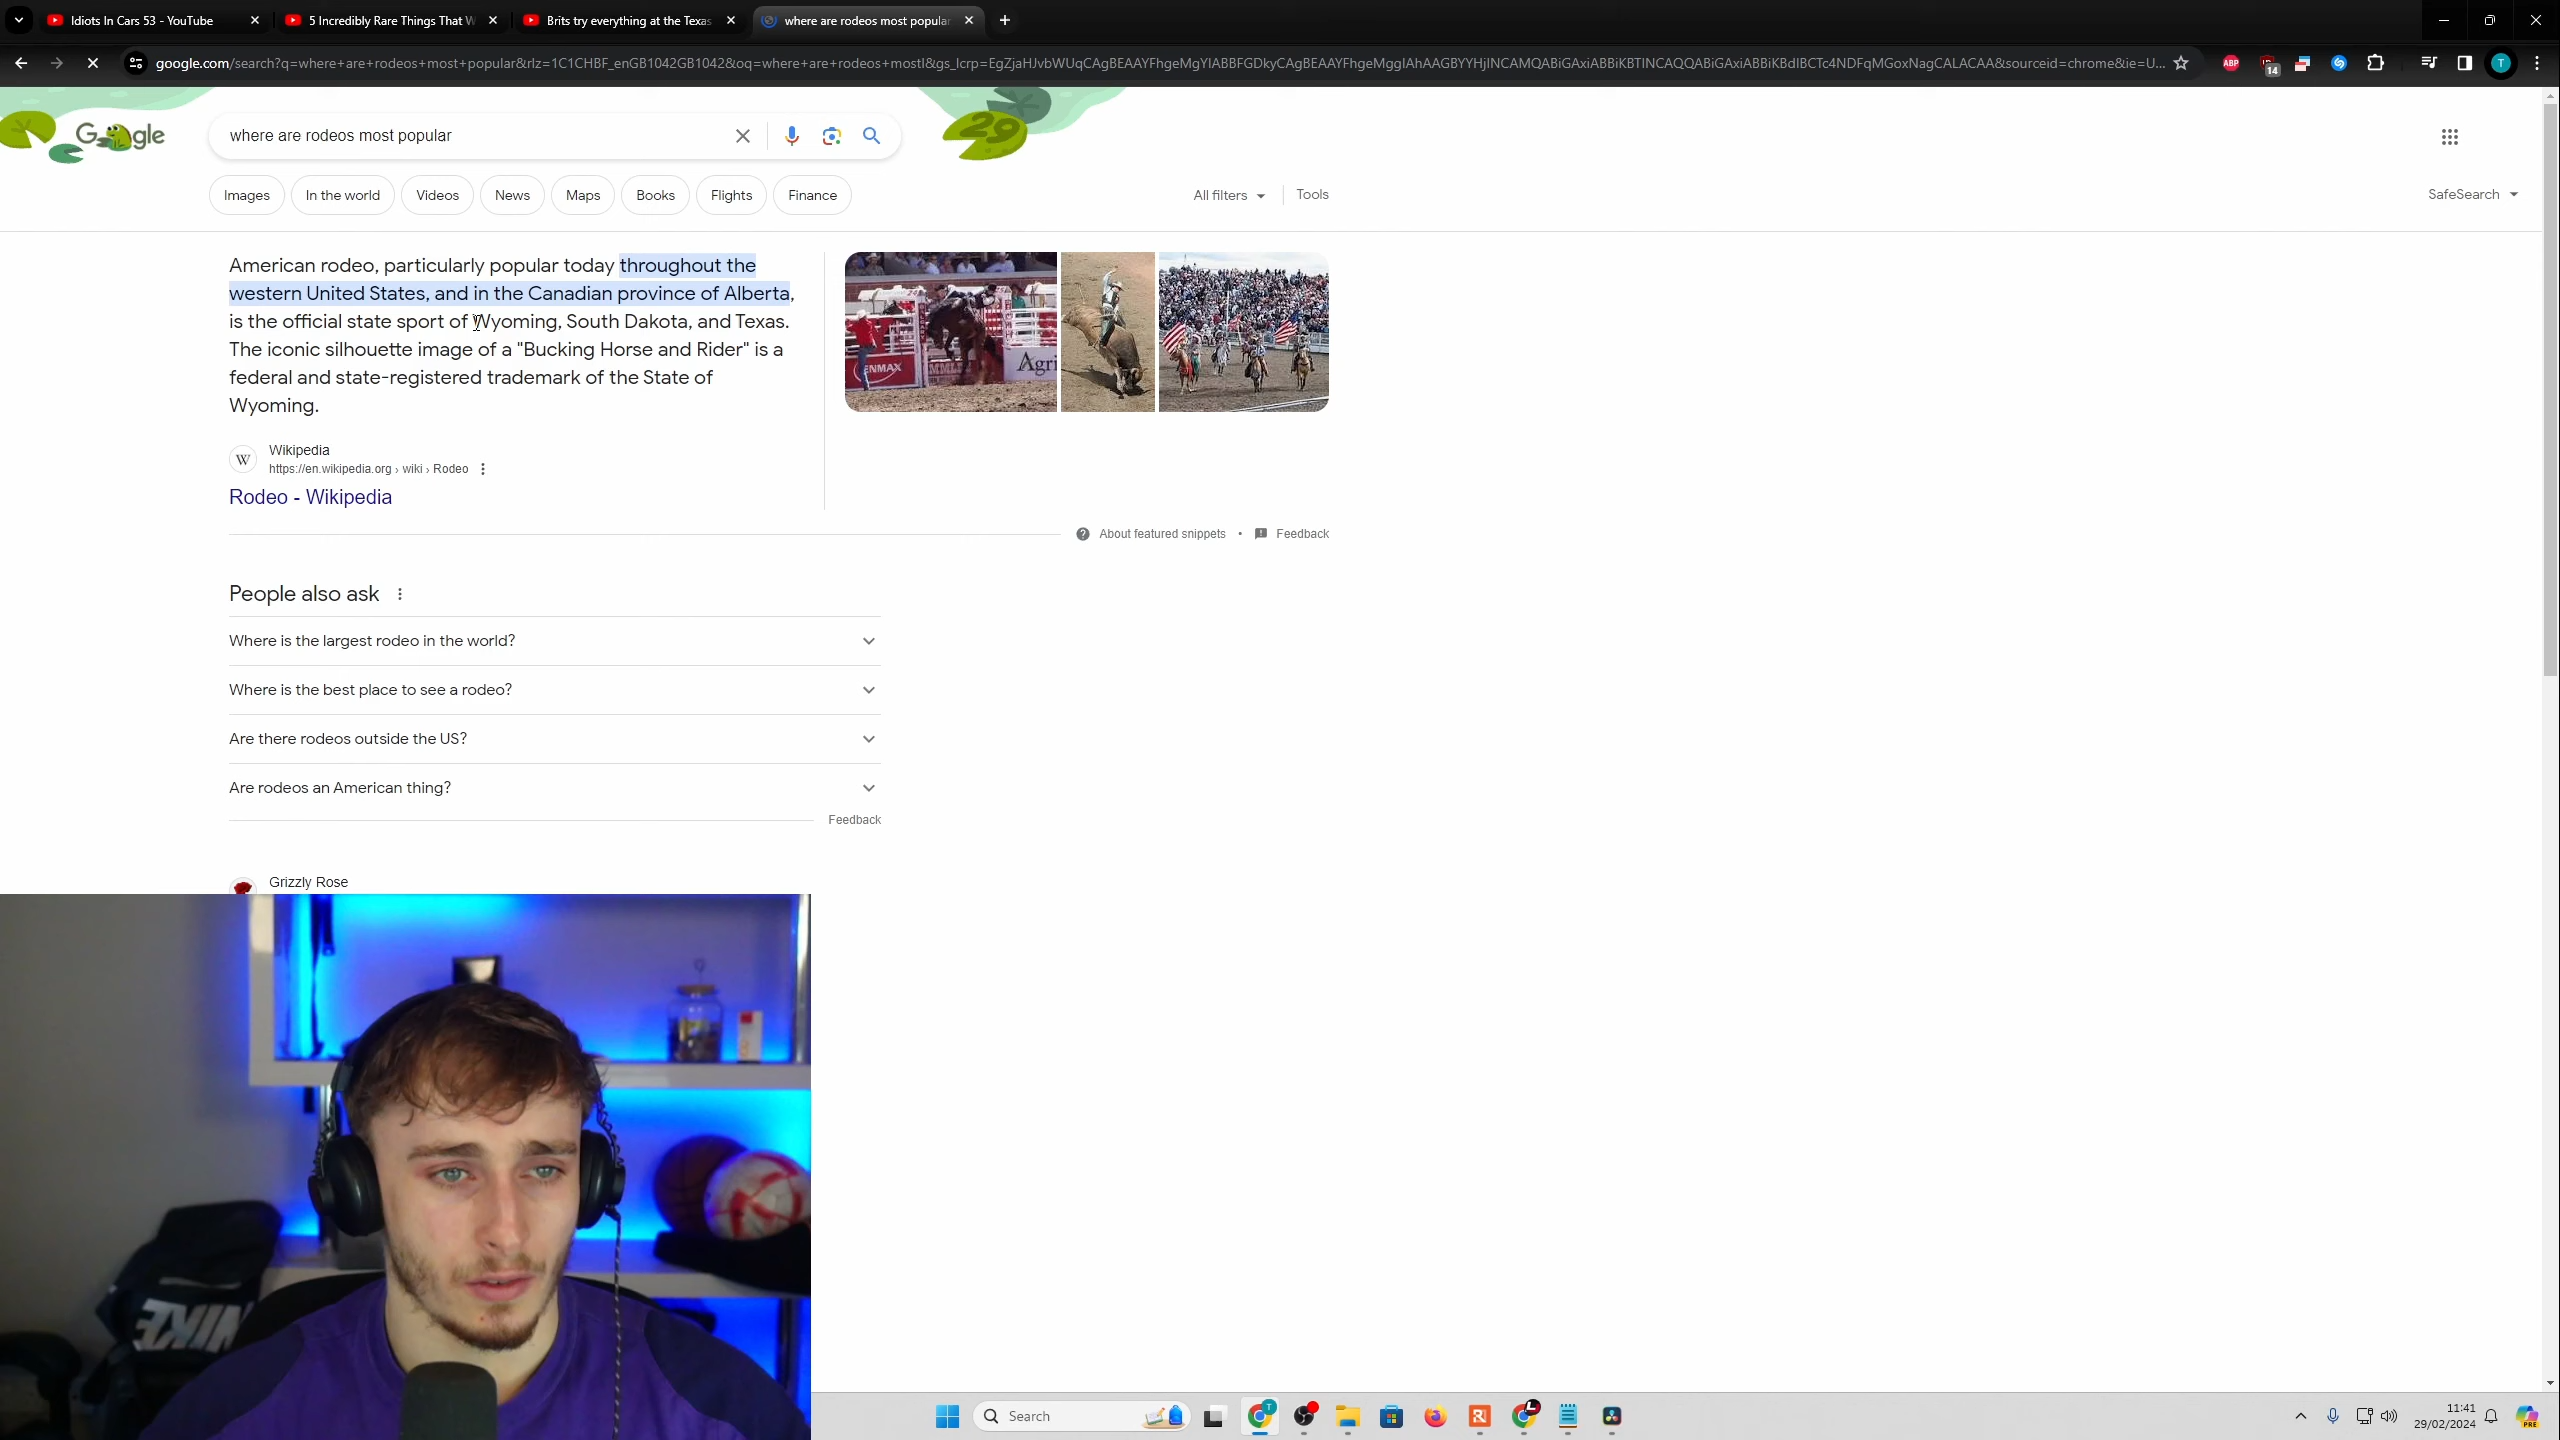 Idiots In Cars 53 - YouTube
5 Incredibly Rare Things That W
Brits try everything at the Texas
where are rodeos most popular
google.com/search?q=where+are+rodeos+most+popular&rlz=1C1CHBF_enGB1042GB1042&oq=where+are+rodeos+mostl&gs_lcrp=EgZjaHJvbWUqCAgBEAAYFhgeMgYIABBFGDkyCAgBEAAYFhgeMggIAhAAGBYYHjINCAMQABiGAxiABBiKBTINCAQQABiGAxiABBiKBdIBCTc4NDFqMGoxNagCALACAA&sourceid=chrome&ie=U...
ABP
14
T
Google
where are rodeos most popular
29
Images
In the world
Videos
News
Maps
Books
Flights
Finance
All filters
Tools
SafeSearch
American rodeo, particularly popular today throughout the
western United States, and in the Canadian province of Alberta,
is the official state sport of Wyoming, South Dakota, and Texas.
The iconic silhouette image of a "Bucking Horse and Rider" is a
federal and state-registered trademark of the State of
Wyoming.
ENMAX
Agri
W
Wikipedia
https://en.wikipedia.org › wiki › Rodeo
Rodeo - Wikipedia
About featured snippets • Feedback
People also ask
Where is the largest rodeo in the world?
Where is the best place to see a rodeo?
Are there rodeos outside the US?
Are rodeos an American thing?
Feedback
Grizzly Rose
NIKE
Search
T
L
11:41
29/02/2024
PRE